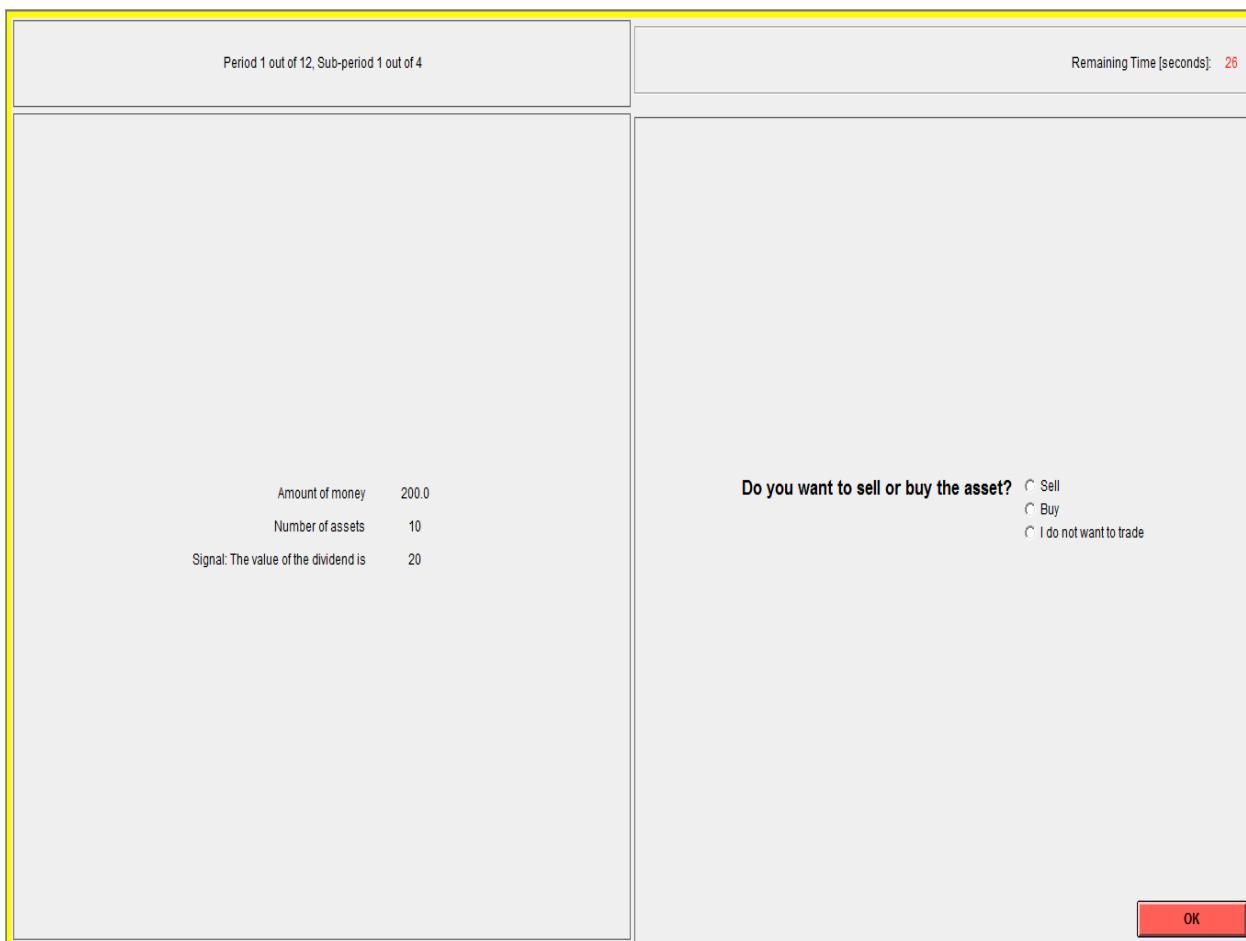 Period 1 out of 12, Sub-period 1 out of 4
Remaining Time [seconds]: 26
Amount of money 200.0
Number of assets 10
Signal: The value of the dividend is 20
Do you want to sell or buy the asset? Sell
Buy
I do not want to trade
OK